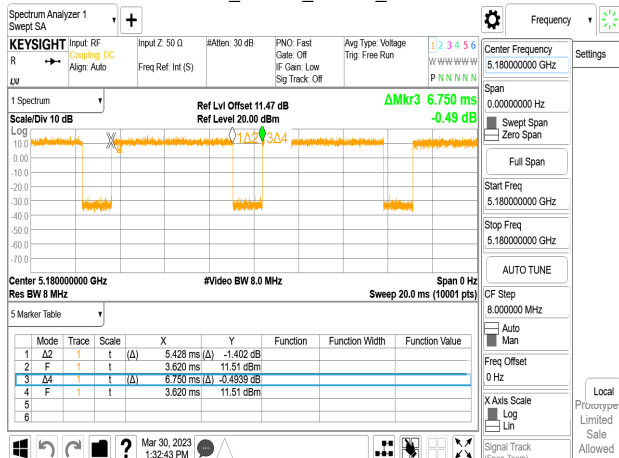 Spectrum Analyzer 1
Swept SA
Frequency
KEYSIGHT
R
Input: RF
Coupling: DC
Align: Auto
Input Z: 50 Ω
Freq Ref: Int (S)
#Atten: 30 dB
PNO: Fast
Gate: Off
IF Gain: Low
Sig Track: Off
Avg Type: Voltage
Trig: Free Run
1 2 3 4 5 6
W W W W W W
P N N N N N
1 Spectrum
Scale/Div 10 dB
Ref Lvl Offset 11.47 dB
Ref Level 20.00 dBm
ΔMkr3 6.750 ms
-0.49 dB
Log
10.0
0.00
-10.0
-20.0
-30.0
-40.0
-50.0
-60.0
-70.0
1Δ2
3Δ4
Center 5.180000000 GHz
Res BW 8 MHz
#Video BW 8.0 MHz
Span 0 Hz
Sweep 20.0 ms (10001 pts)
5 Marker Table
Mode Trace Scale X Y Function Function Width Function Value
1 Δ2 1 t (Δ) 5.428 ms (Δ) -1.402 dB
2 F 1 t 3.620 ms 11.51 dBm
3 Δ4 1 t (Δ) 6.750 ms (Δ) -0.4939 dB
4 F 1 t 3.620 ms 11.51 dBm
5
6
?
Mar 30, 2023
1:32:43 PM
Center Frequency
5.180000000 GHz
Settings
Span
0.00000000 Hz
Swept Span
Zero Span
Full Span
Start Freq
5.180000000 GHz
Stop Freq
5.180000000 GHz
AUTO TUNE
CF Step
8.000000 MHz
Auto
Man
Freq Offset
0 Hz
X Axis Scale
Log
Lin
Local
Prototype
Limited
Sale
Allowed
Signal Track
(Span Zoom)